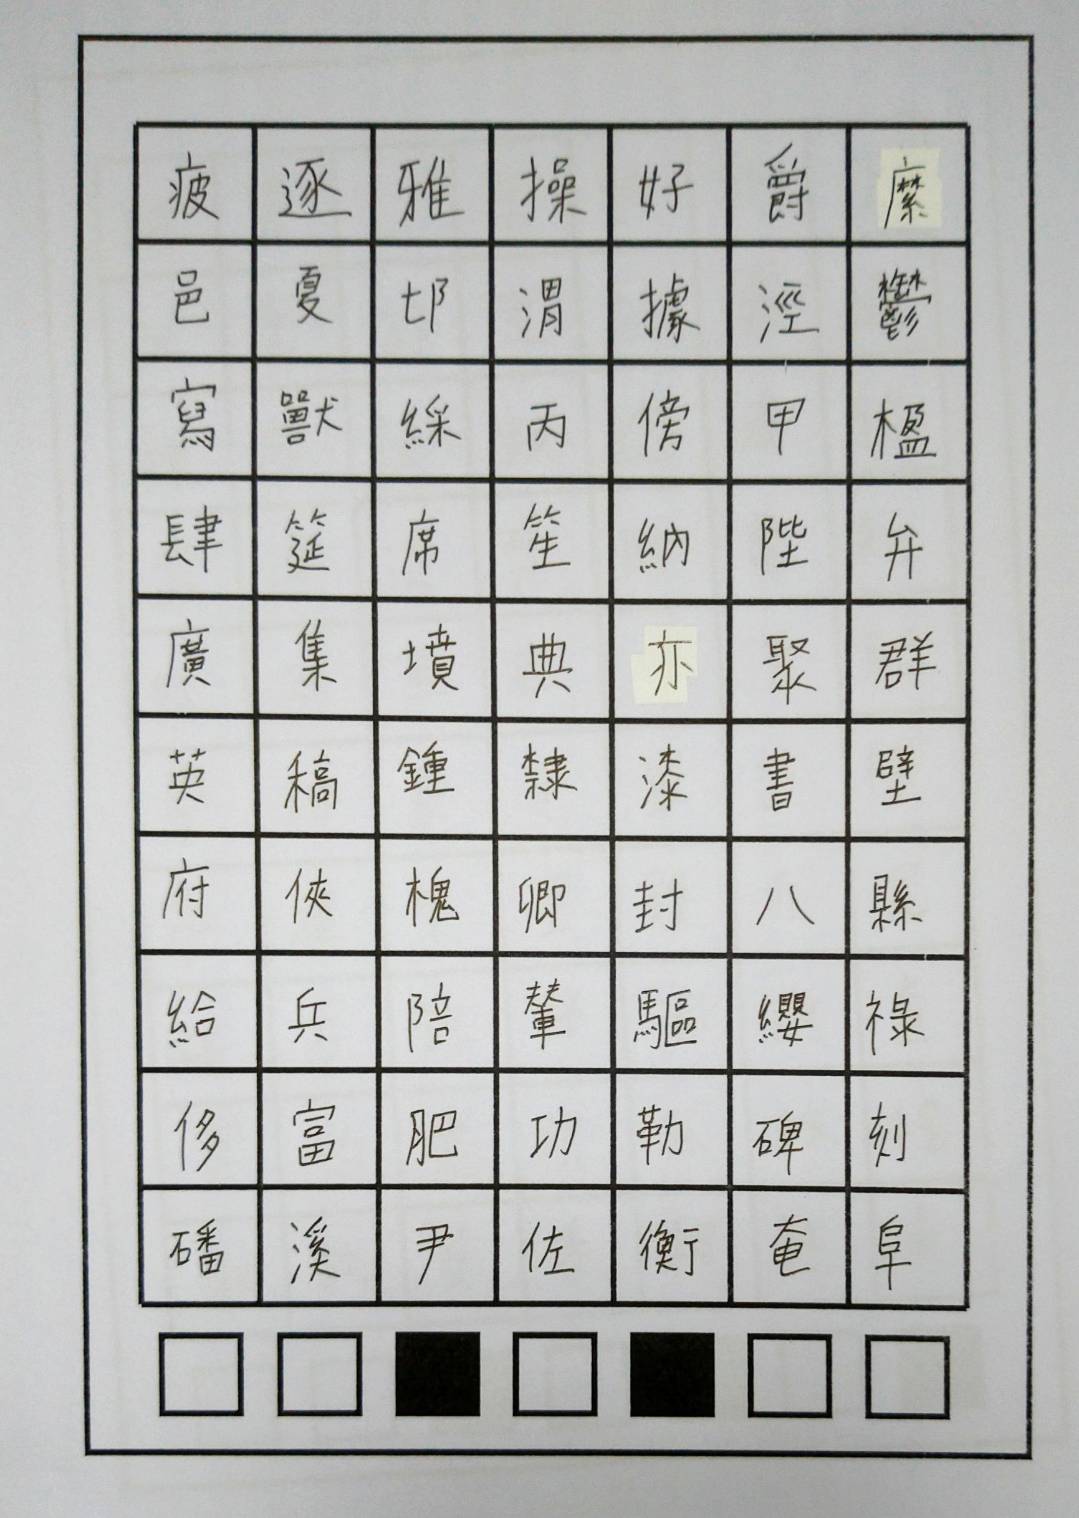 疲逐雅操好爵縻
邑夏邙渭據涇鬱
寫獸綵丙傍甲楹
肆筵席笙納陛弁
廣集墳典亦聚群
英稿鍾隸漆書壁
府俠槐卿封八縣
給兵陪輦驅纓祿
侈富肥功勒碑刻
磻溪尹佐衡奄阜